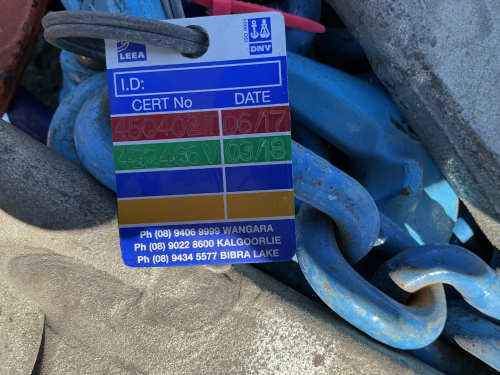 LEEA
DNV
I.D:
CERT No DATE
06/17
09/18
Ph (08) 9406 9999 WANGARA
Ph (08) 9022 8600 KALGOORLIE
Ph (08) 9434 5577 BIBRA LAKE